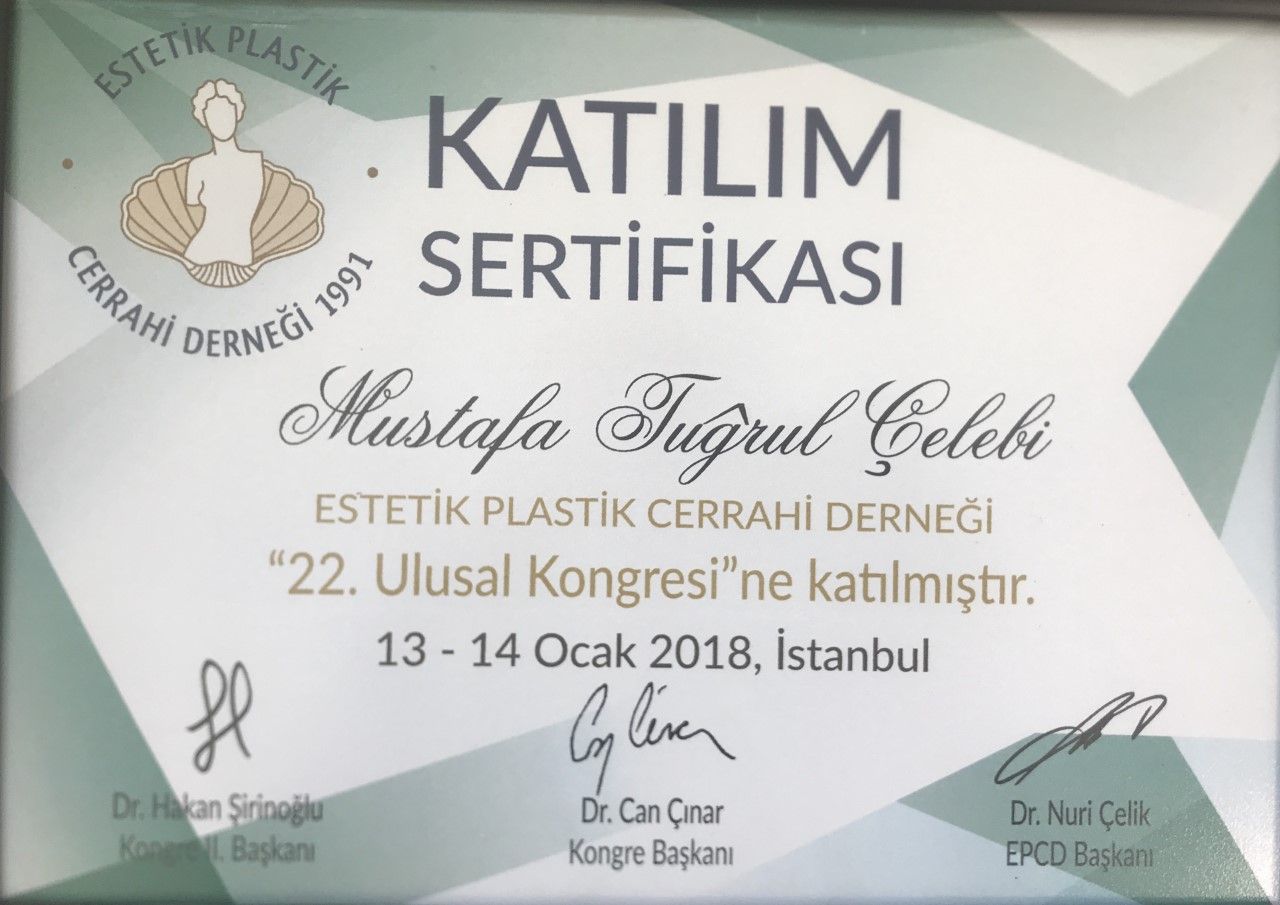 ESTETİK PLASTİK
CERRAHİ DERNEĞİ 1991
KATILIM
SERTİFİKASI
Mustafa Tuğrul Çelebi
ESTETİK PLASTİK CERRAHİ DERNEĞİ
“22. Ulusal Kongresi”ne katılmıştır.
13 - 14 Ocak 2018, İstanbul
Dr. Hakan Şirinoğlu
Kongre II. Başkanı
Dr. Can Çınar
Kongre Başkanı
Dr. Nuri Çelik
EPCD Başkanı